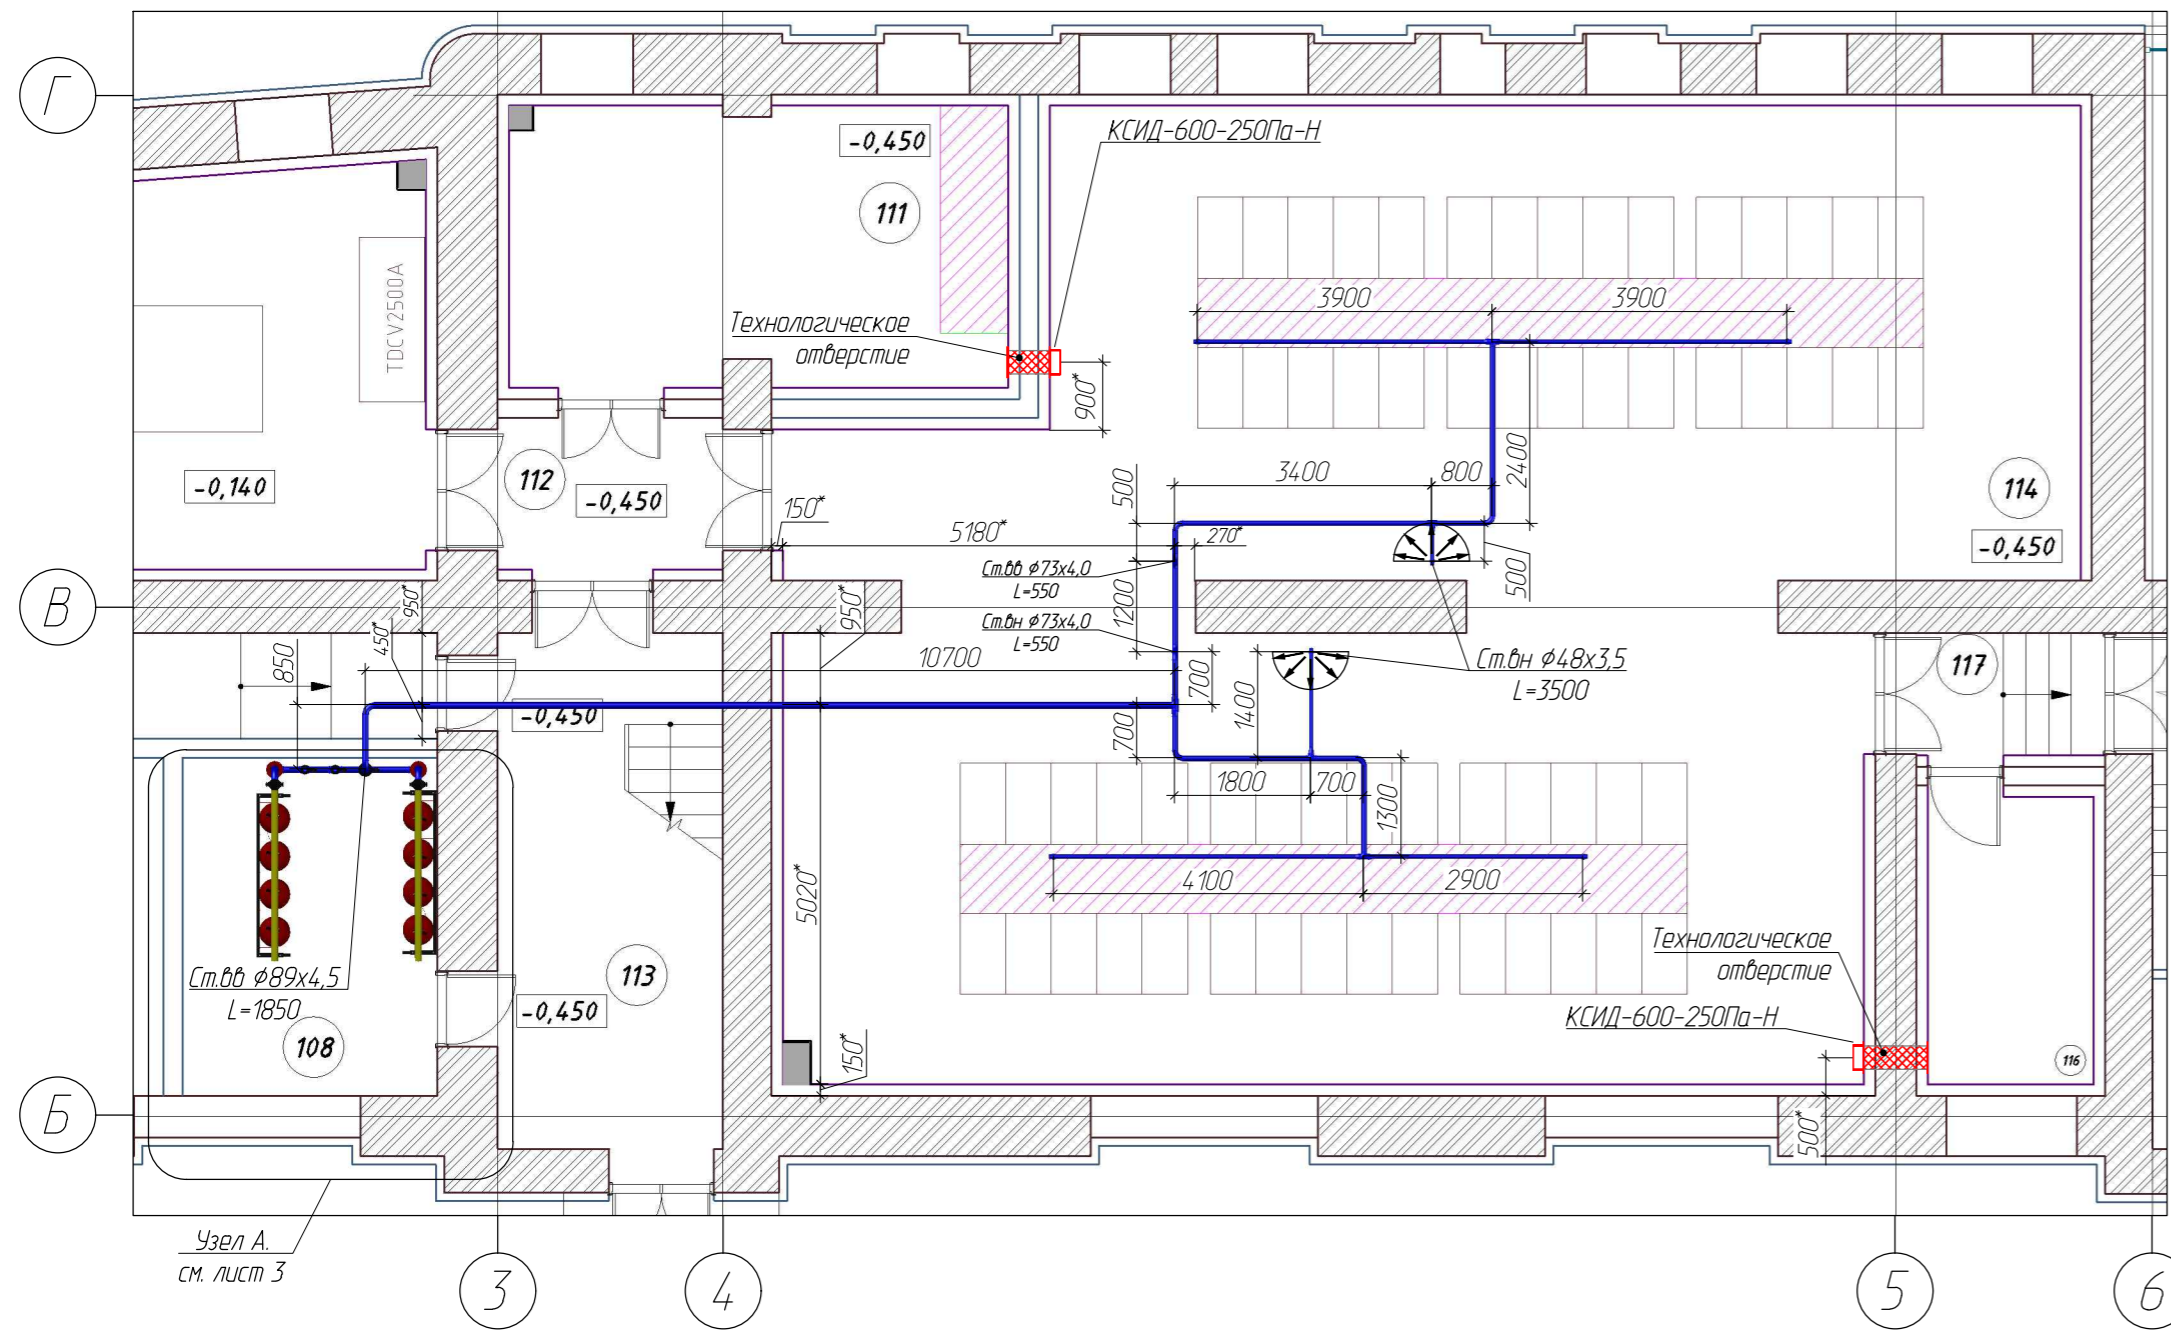 Г
КСИД-600-250Па-Н
-0,450
111
TDCV2500A
Технологическое
отверстие
3900
3900
900*
2400
-0,140
112
-0,450
150*
500
3400
800
114
-0,450
5180*
270*
500
Ст.вв ϕ73х4,0
L=550
1200
Ст.вн ϕ73х4,0
L=550
В
950*
450*
950*
850
10700
700
1400
Ст.вн ϕ48х3,5
L=3500
117
-0,450
700
1800
700
1300
4100
2900
5020*
Ст.вв ϕ89х4,5
L=1850
113
-0,450
108
Технологическое
отверстие
КСИД-600-250Па-Н
150*
116
500*
Б
Узел А.
см. лист 3
3
4
5
6